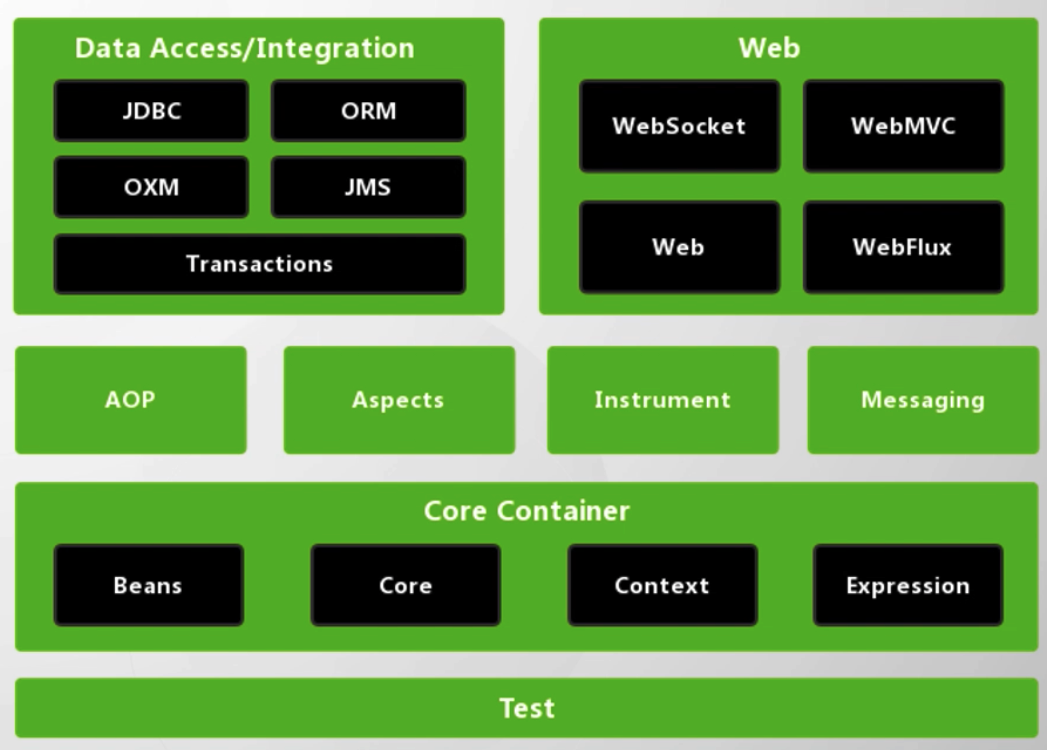 Data Access/Integration
JDBC
ORM
OXM
JMS
Transactions
Web
WebSocket
WebMVC
Web
WebFlux
AOP
Aspects
Instrument
Messaging
Core Container
Beans
Core
Context
Expression
Test